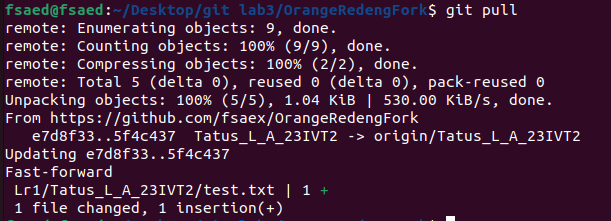 fsaed@fsaed:~/Desktop/git lab3/OrangeRedengFork$ git pull
remote: Enumerating objects: 9, done.
remote: Counting objects: 100% (9/9), done.
remote: Compressing objects: 100% (2/2), done.
remote: Total 5 (delta 0), reused 0 (delta 0), pack-reused 0
Unpacking objects: 100% (5/5), 1.04 KiB | 530.00 KiB/s, done.
From https://github.com/fsaex/OrangeRedengFork
   e7d8f33..5f4c437  Tatus_L_A_23IVT2 -> origin/Tatus_L_A_23IVT2
Updating e7d8f33..5f4c437
Fast-forward
 Lr1/Tatus_L_A_23IVT2/test.txt | 1 +
 1 file changed, 1 insertion(+)